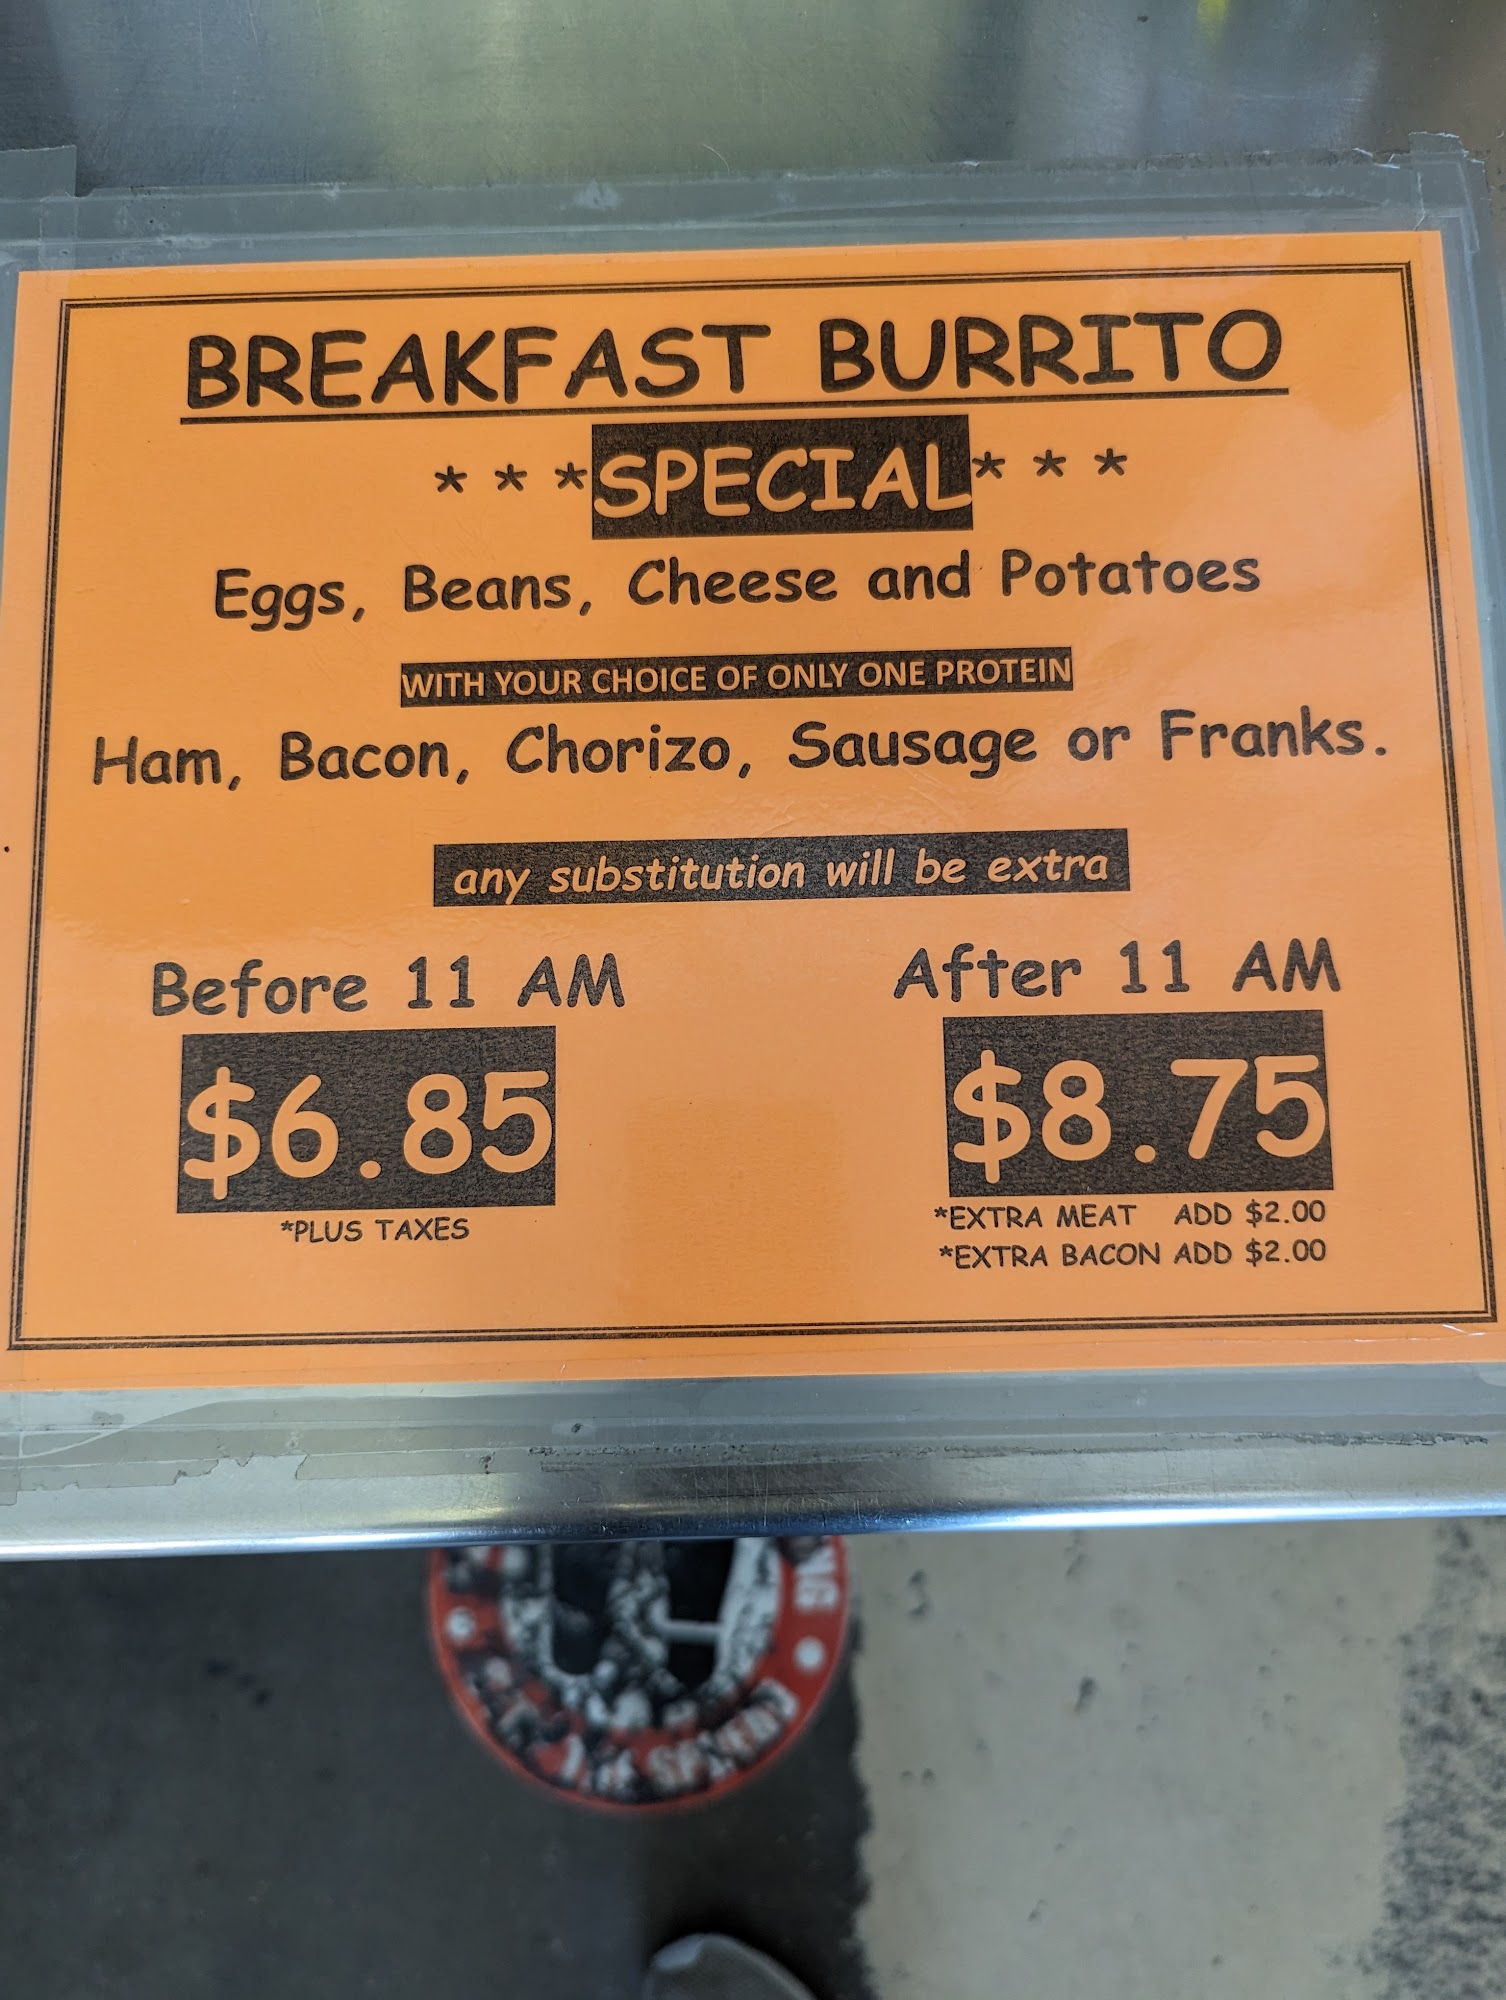 BREAKFAST BURRITO
* * *SPECIAL* * *
Eggs, Beans, Cheese and Potatoes
WITH YOUR CHOICE OF ONLY ONE PROTEIN
Ham, Bacon, Chorizo, Sausage or Franks.
any substitution will be extra
Before 11 AM
$6.85
*PLUS TAXES
After 11 AM
$8.75
*EXTRA MEAT ADD $2.00
*EXTRA BACON ADD $2.00
THE SPREAD